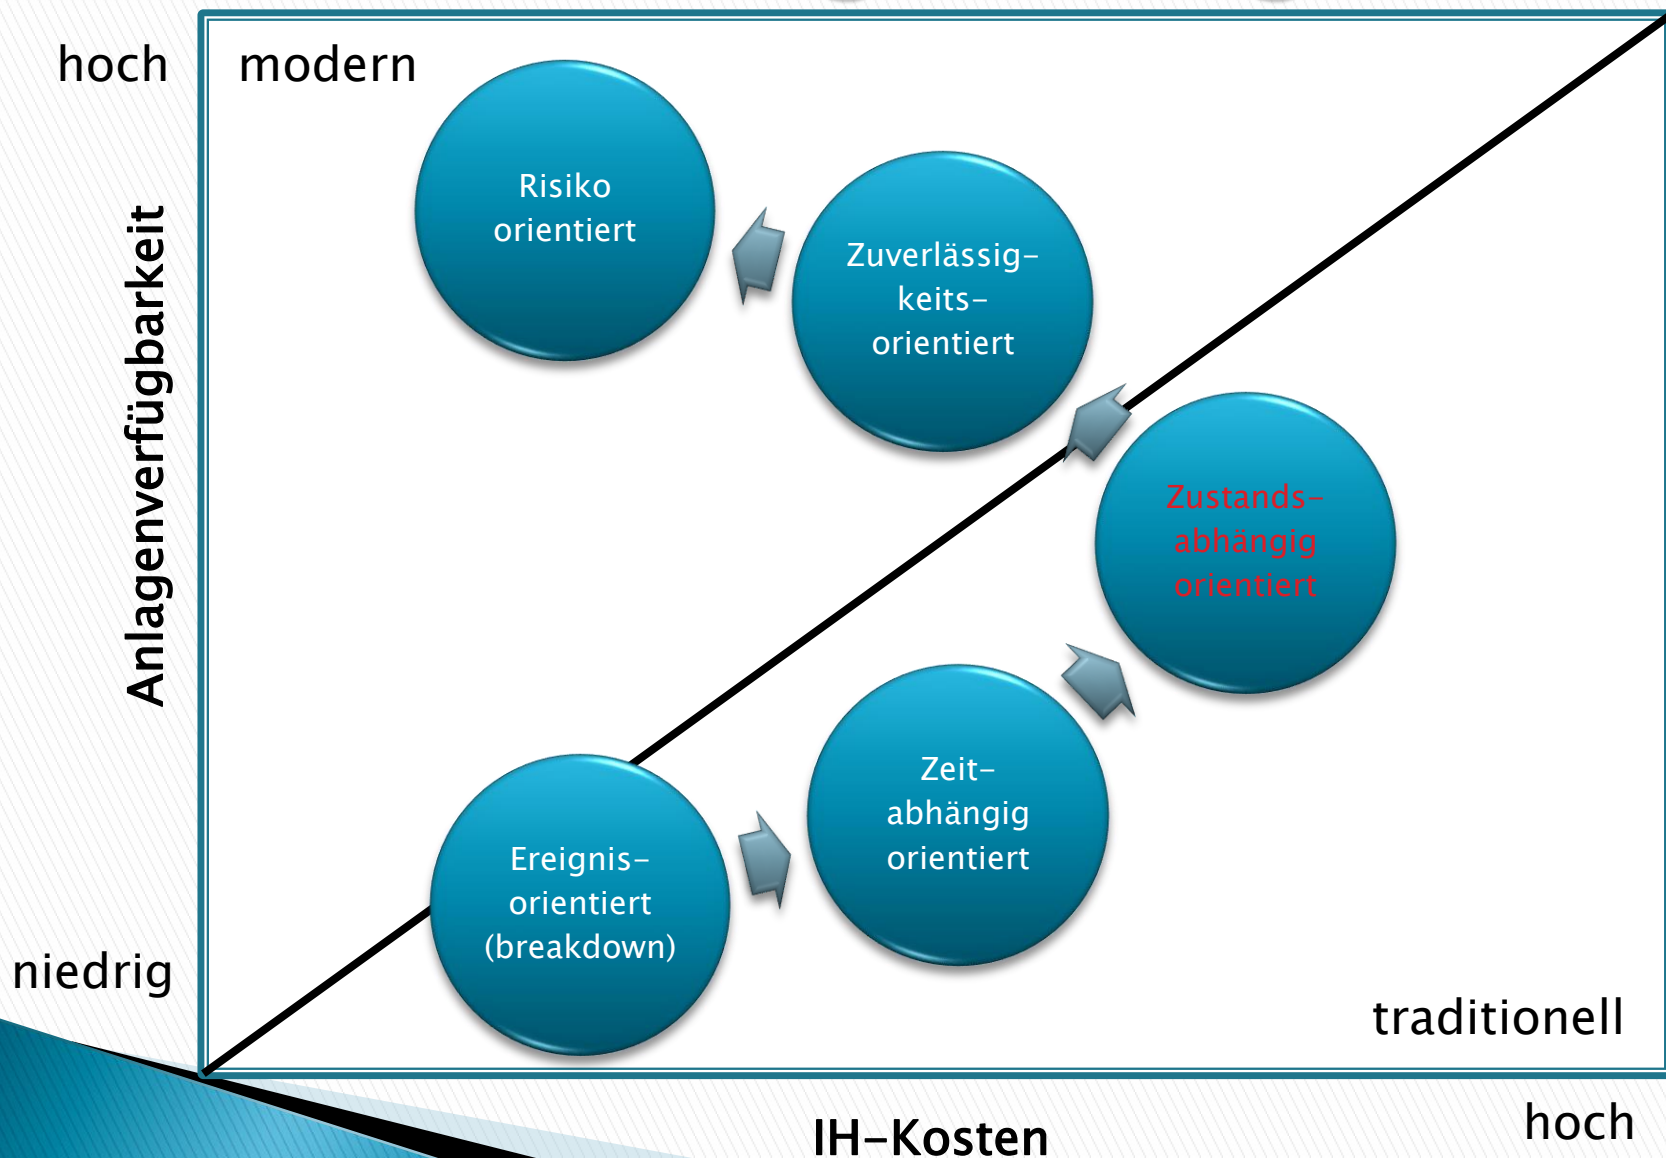 hoch
modern
Risiko
orientiert
Zuverlässig-
keits-
orientiert
Anlagenverfügbarkeit
Zustands-
abhängig
orientiert
Zeit-
abhängig
orientiert
Ereignis-
orientiert
(breakdown)
niedrig
traditionell
IH-Kosten
hoch